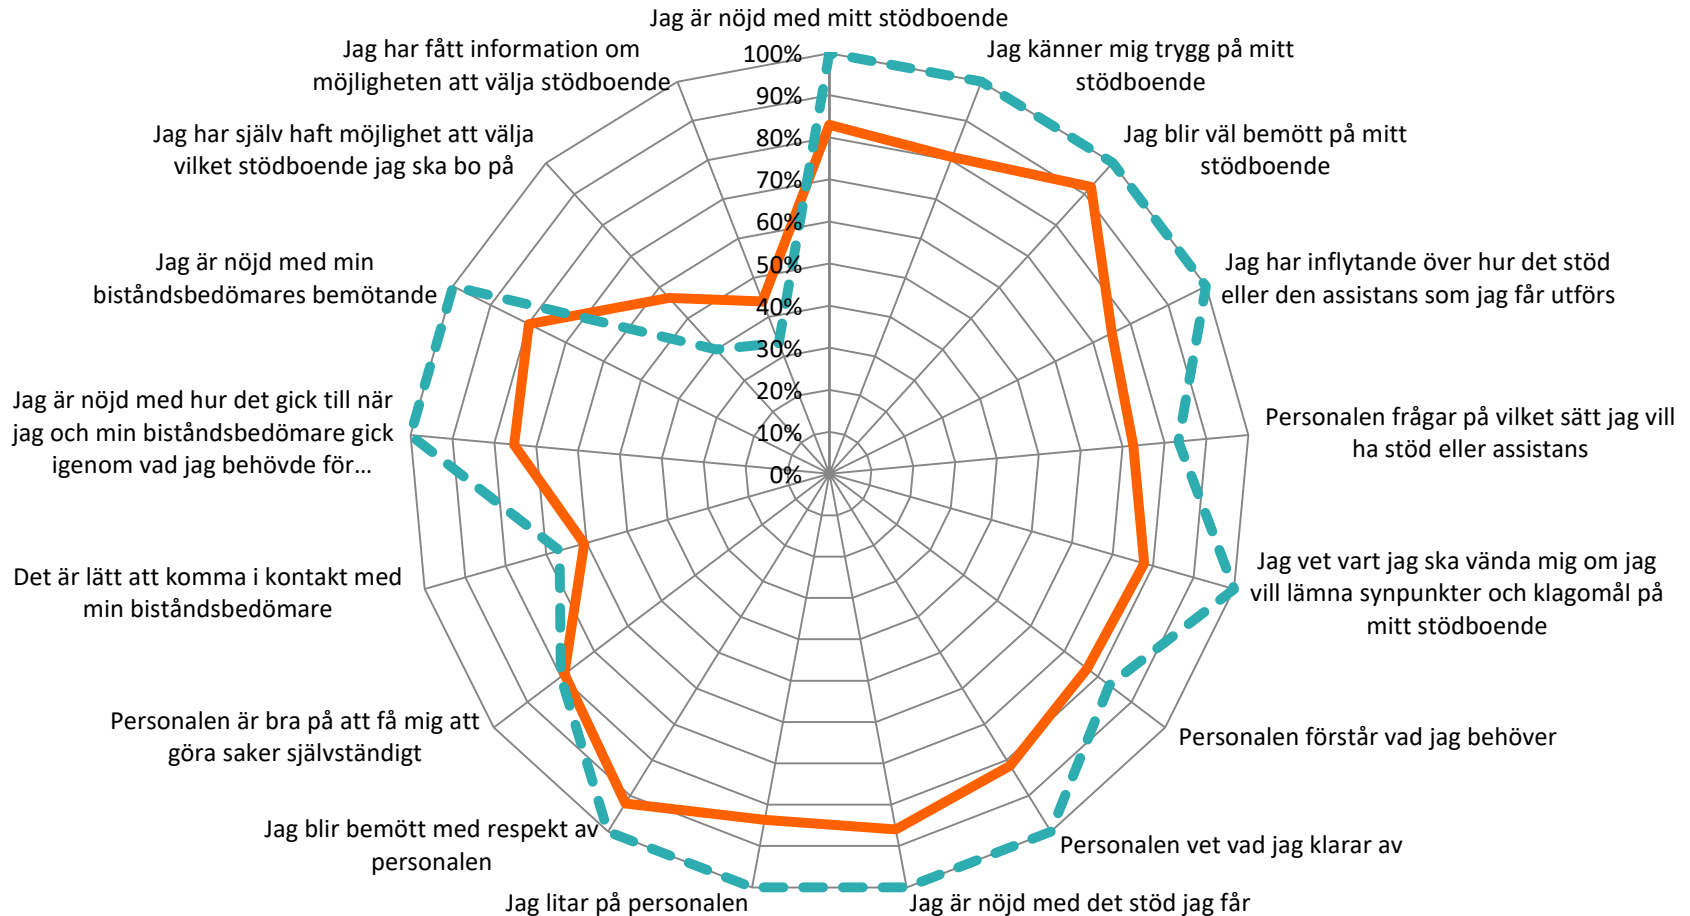 Jag är nöjd med mitt stödboende
Jag känner mig trygg på mitt
stödboende
Jag blir väl bemött på mitt
stödboende
Jag har inflytande över hur det stöd
eller den assistans som jag får utförs
Personalen frågar på vilket sätt jag vill
ha stöd eller assistans
Jag vet vart jag ska vända mig om jag
vill lämna synpunkter och klagomål på
mitt stödboende
Personalen förstår vad jag behöver
Personalen vet vad jag klarar av
Jag är nöjd med det stöd jag får
Jag litar på personalen
Jag blir bemött med respekt av
personalen
Personalen är bra på att få mig att
göra saker självständigt
Det är lätt att komma i kontakt med
min biståndsbedömare
Jag är nöjd med hur det gick till när
jag och min biståndsbedömare gick
igenom vad jag behövde för...
Jag är nöjd med min
biståndsbedömares bemötande
Jag har själv haft möjlighet att välja
vilket stödboende jag ska bo på
Jag har fått information om
möjligheten att välja stödboende
100%
90%
80%
70%
60%
50%
40%
30%
20%
10%
0%